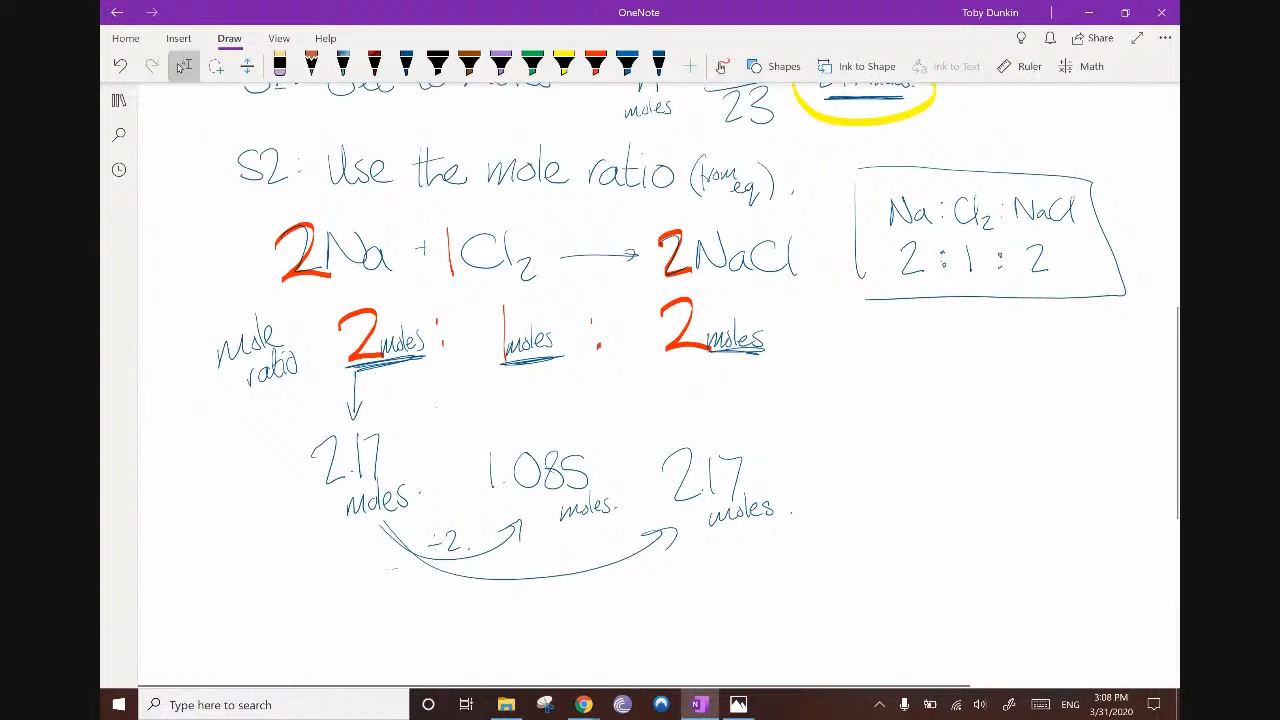 OneNote
Toby Dunkin
Home Insert Draw View Help
Share
Shapes Ink to Shape Ink to Text Ruler Math
moles
23
S2: Use the mole ratio (from eq).
Na : Cl2 : NaCl
2 : 1 : 2
2Na + 1Cl2 → 2NaCl
mole ratio
2 moles : 1 moles : 2 moles
2.17 moles.
1.085 moles.
2.17 moles.
÷2.
Type here to search
ENG
3:08 PM
3/31/2020